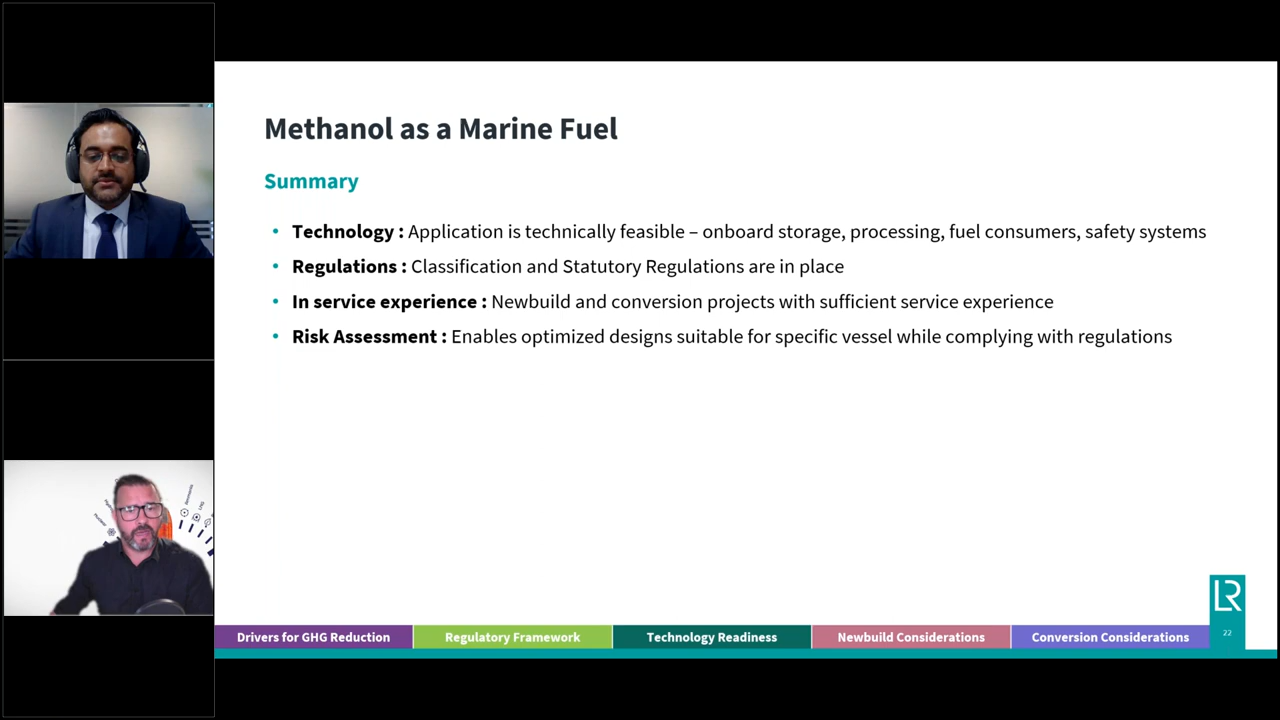 Methanol as a Marine Fuel
Summary
• Technology : Application is technically feasible – onboard storage, processing, fuel consumers, safety systems
• Regulations : Classification and Statutory Regulations are in place
• In service experience : Newbuild and conversion projects with sufficient service experience
• Risk Assessment : Enables optimized designs suitable for specific vessel while complying with regulations
LR
22
Drivers for GHG Reduction
Regulatory Framework
Technology Readiness
Newbuild Considerations
Conversion Considerations